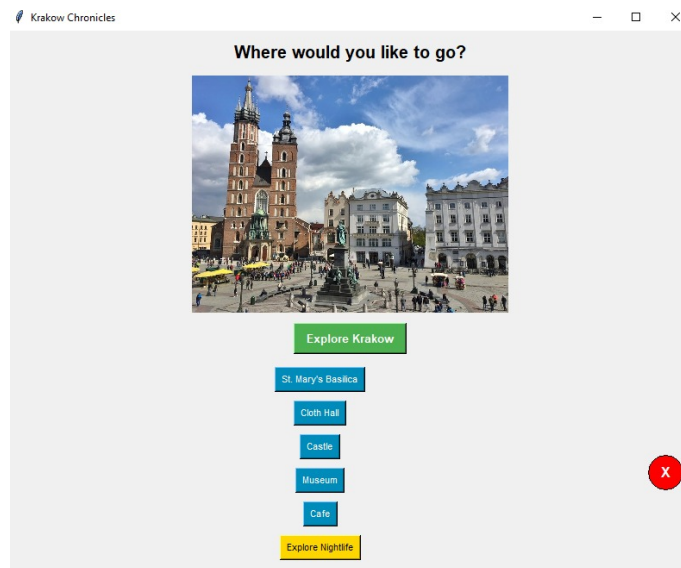 Krakow Chronicles
Where would you like to go?
Explore Krakow
St. Mary's Basilica
Cloth Hall
Castle
Museum
X
Cafe
Explore Nightlife